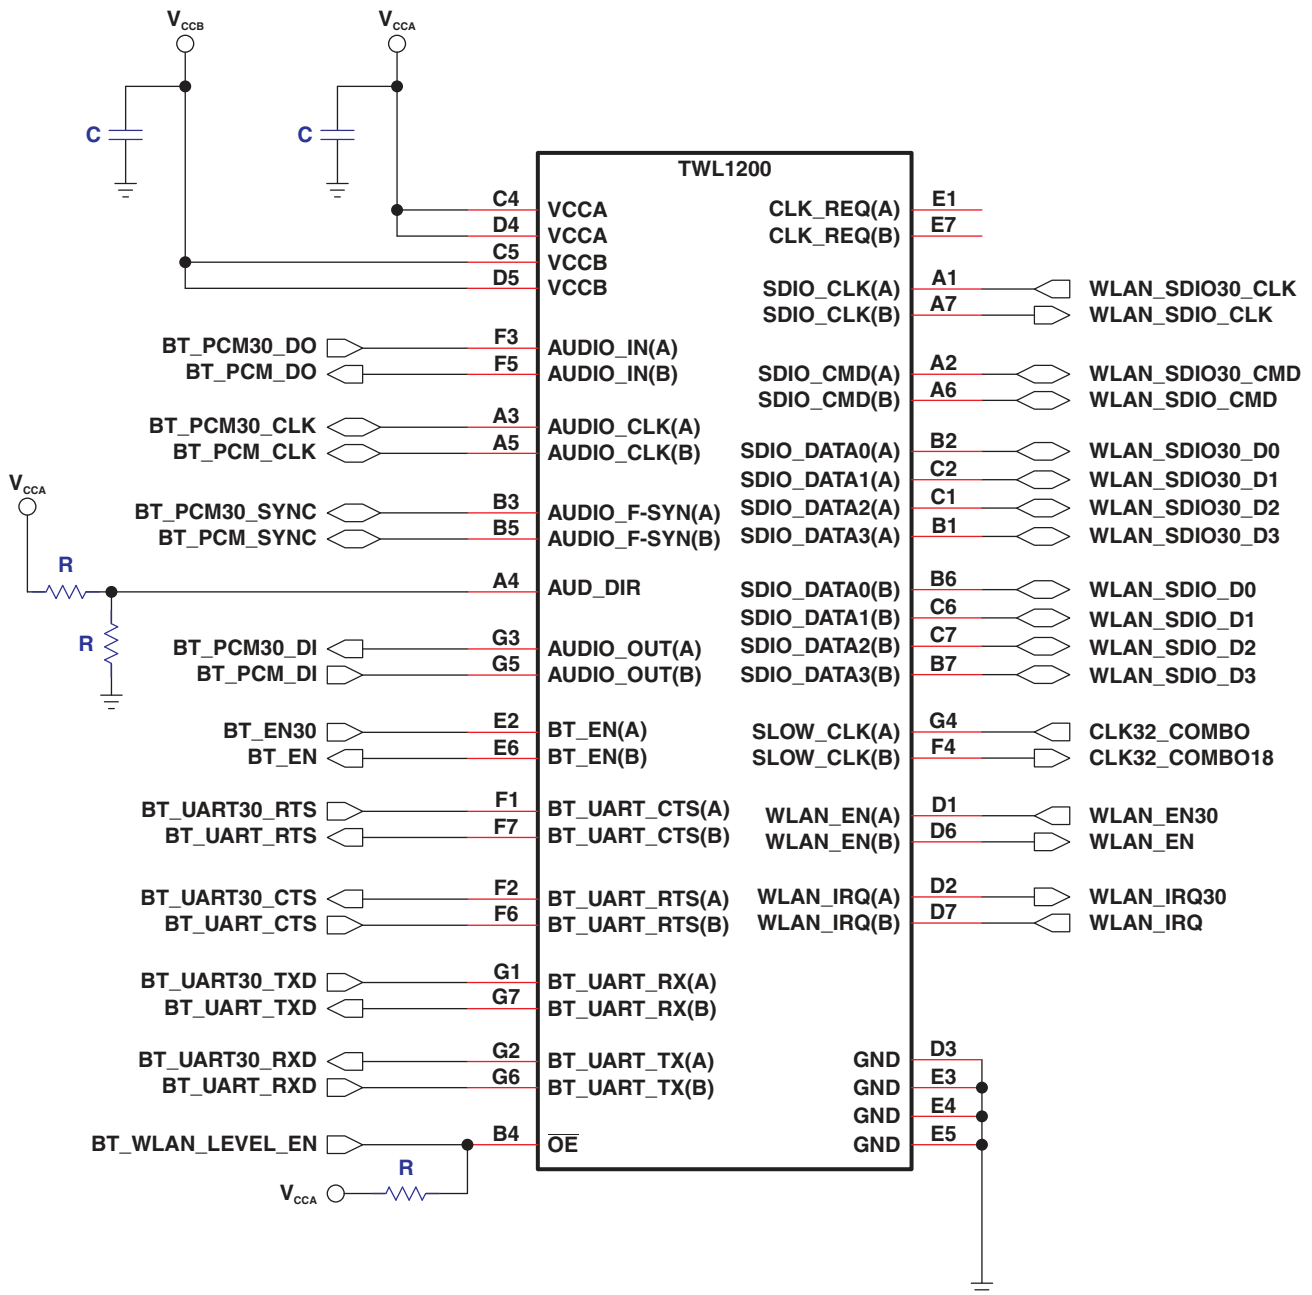 V_CCB
V_CCA
C
C
TWL1200
C4 VCCA
D4 VCCA
C5 VCCB
D5 VCCB
BT_PCM30_DO F3 AUDIO_IN(A)
BT_PCM_DO F5 AUDIO_IN(B)
BT_PCM30_CLK A3 AUDIO_CLK(A)
BT_PCM_CLK A5 AUDIO_CLK(B)
V_CCA
BT_PCM30_SYNC B3 AUDIO_F-SYN(A)
BT_PCM_SYNC B5 AUDIO_F-SYN(B)
R
A4 AUD_DIR
R
BT_PCM30_DI G3 AUDIO_OUT(A)
BT_PCM_DI G5 AUDIO_OUT(B)
BT_EN30 E2 BT_EN(A)
BT_EN E6 BT_EN(B)
BT_UART30_RTS F1 BT_UART_CTS(A)
BT_UART_RTS F7 BT_UART_CTS(B)
BT_UART30_CTS F2 BT_UART_RTS(A)
BT_UART_CTS F6 BT_UART_RTS(B)
BT_UART30_TXD G1 BT_UART_RX(A)
BT_UART_TXD G7 BT_UART_RX(B)
BT_UART30_RXD G2 BT_UART_TX(A)
BT_UART_RXD G6 BT_UART_TX(B)
BT_WLAN_LEVEL_EN B4 OE
R
V_CCA
CLK_REQ(A) E1
CLK_REQ(B) E7
SDIO_CLK(A) A1 WLAN_SDIO30_CLK
SDIO_CLK(B) A7 WLAN_SDIO_CLK
SDIO_CMD(A) A2 WLAN_SDIO30_CMD
SDIO_CMD(B) A6 WLAN_SDIO_CMD
SDIO_DATA0(A) B2 WLAN_SDIO30_D0
SDIO_DATA1(A) C2 WLAN_SDIO30_D1
SDIO_DATA2(A) C1 WLAN_SDIO30_D2
SDIO_DATA3(A) B1 WLAN_SDIO30_D3
SDIO_DATA0(B) B6 WLAN_SDIO_D0
SDIO_DATA1(B) C6 WLAN_SDIO_D1
SDIO_DATA2(B) C7 WLAN_SDIO_D2
SDIO_DATA3(B) B7 WLAN_SDIO_D3
SLOW_CLK(A) G4 CLK32_COMBO
SLOW_CLK(B) F4 CLK32_COMBO18
WLAN_EN(A) D1 WLAN_EN30
WLAN_EN(B) D6 WLAN_EN
WLAN_IRQ(A) D2 WLAN_IRQ30
WLAN_IRQ(B) D7 WLAN_IRQ
GND D3
GND E3
GND E4
GND E5